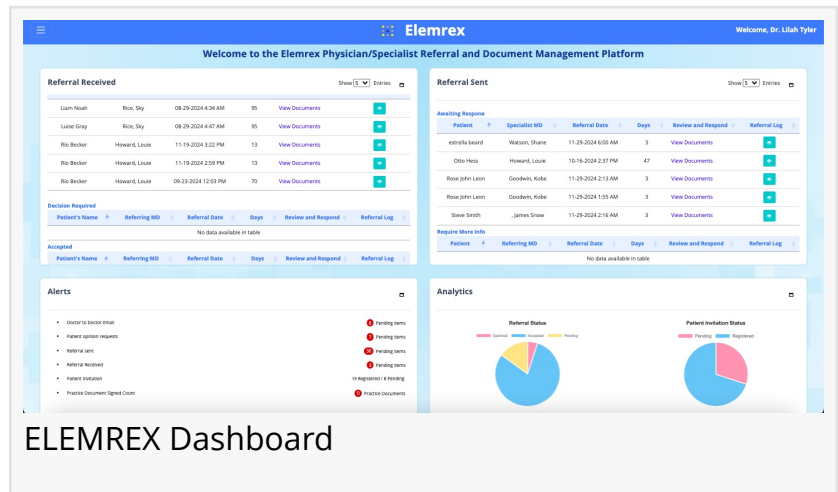 Elemrex
Welcome, Dr. Lilah Tyler
Welcome to the Elemrex Physician/Specialist Referral and Document Management Platform
Referral Received
Show 5 Entries
Liam Noah Rice, Sky 08-29-2024 4:34 AM 95 View Documents
Luise Gray Rice, Sky 08-29-2024 4:47 AM 95 View Documents
Rio Becker Howard, Louie 11-19-2024 3:22 PM 13 View Documents
Rio Becker Howard, Louie 11-19-2024 2:59 PM 13 View Documents
Rio Becker Howard, Louie 09-23-2024 12:03 PM 70 View Documents
Decision Required
Patient's Name Referring MD Referral Date Days Review and Respond Referral Log
No data available in table
Accepted
Patient's Name Referring MD Referral Date Days Review and Respond Referral Log
Referral Sent
Show 5 Entries
Awaiting Respone
Patient Specialist MD Referral Date Days Review and Respond Referral Log
estrella beard Watson, Shane 11-29-2024 6:00 AM 3 View Documents
Otto Hess Howard, Louie 10-16-2024 2:37 PM 47 View Documents
Rose John Leon Goodwin, Kobe 11-29-2024 2:13 AM 3 View Documents
Rose John Leon Goodwin, Kobe 11-29-2024 1:55 AM 3 View Documents
Steve Smith , James Snow 11-29-2024 2:16 AM 3 View Documents
Require More Info
Patient Referring MD Referral Date Days Review and Respond Referral Log
No data available in table
Alerts
Doctor to Doctor Email Pending items
Patient opinion requests Pending items
Referral sent Pending items
Referral Received Pending items
Patient Invitation 19 Registered / 8 Pending
Practice Document Signed Count Practice Documents
Analytics
Referral Status
Declined Accepted Pending
Patient Invitation Status
Pending Registered
ELEMREX Dashboard